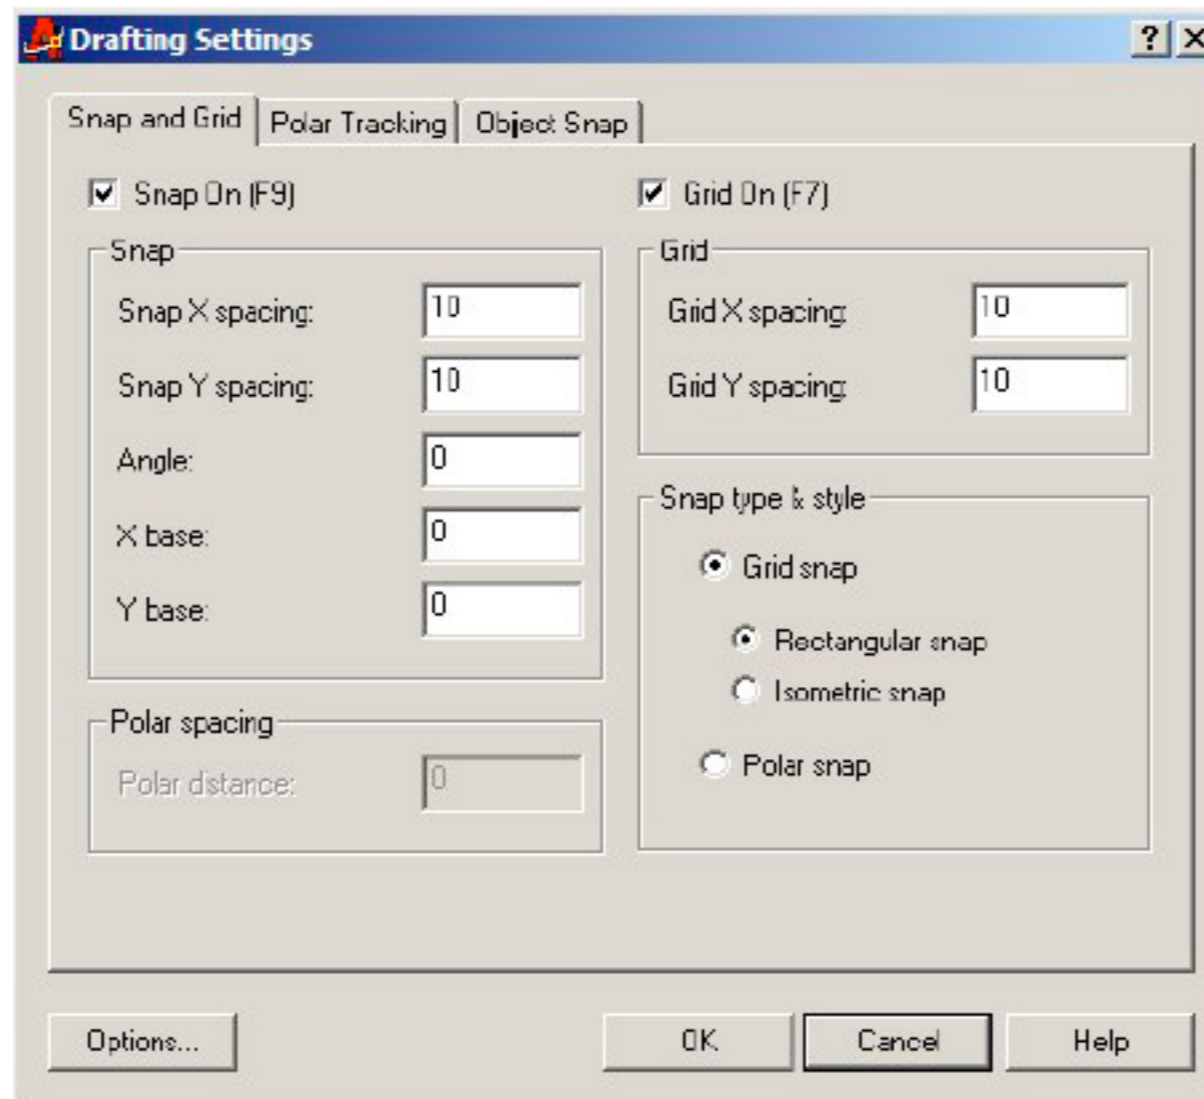 Drafting Settings
Snap and Grid Polar Tracking Object Snap
Snap On (F9)
Snap
Snap X spacing: 10
Snap Y spacing: 10
Angle: 0
X base: 0
Y base: 0
Polar spacing
Polar distance: 0
Grid On (F7)
Grid
Grid X spacing: 10
Grid Y spacing: 10
Snap type & style
Grid snap
Rectangular snap
Isometric snap
Polar snap
Options... OK Cancel Help